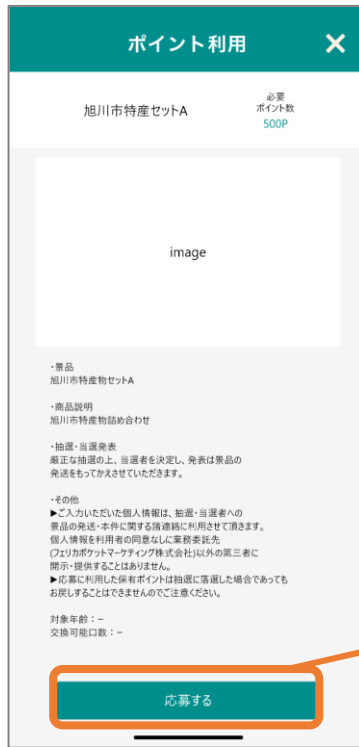 ポイント利用
旭川市特産セットA
必要
ポイント数
500P
image
・景品
旭川市特産物セットA
・商品説明
旭川市特産物詰め合わせ
・抽選・当選発表
厳正な抽選の上、当選者を決定し、発表は景品の
発送をもってかえさせていただきます。
・その他
▶ご入力いただいた個人情報は、抽選・当選者への
景品の発送・本件に関する諸連絡に利用させて頂きます。
個人情報を利用者の同意なしに業務委託先
(フェリカポケットマーケティング株式会社)以外の第三者に
開示・提供することはありません。
▶応募に利用した保有ポイントは抽選に落選した場合であっても
お戻しすることはできませんのでご注意ください。
対象年齢：－
交換可能口数：－
応募する